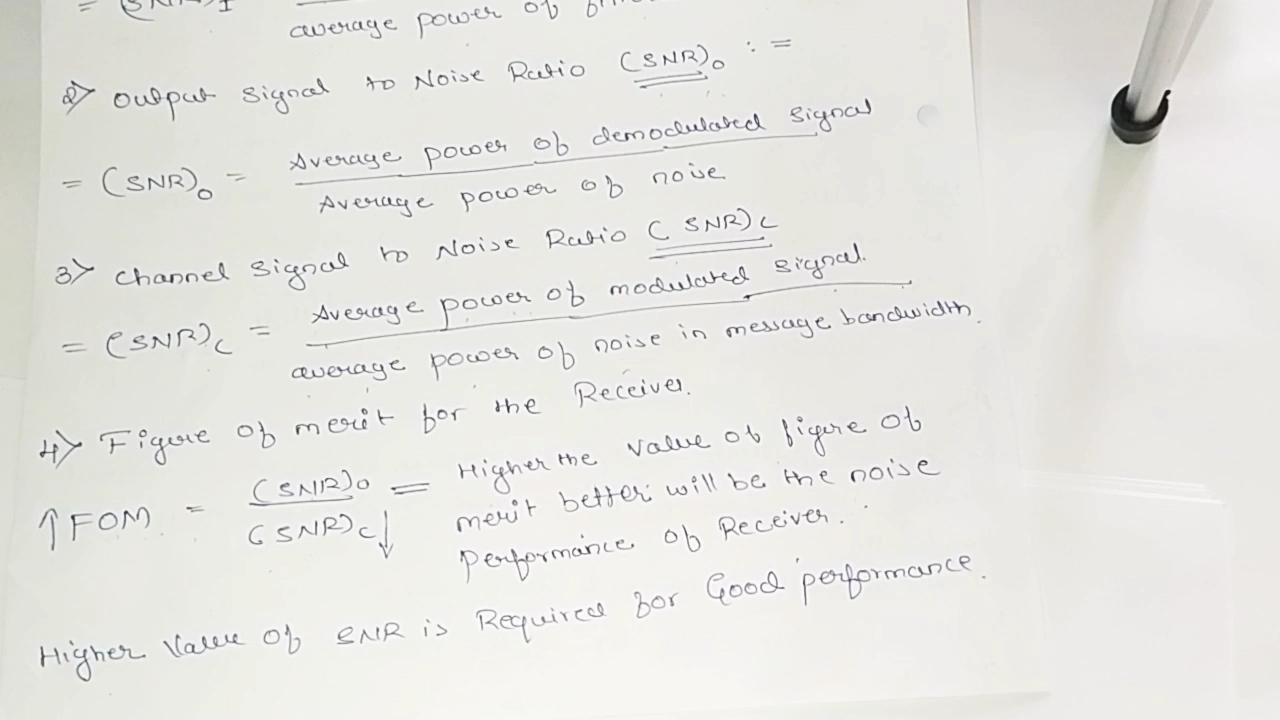 = (SNR)I
average power of
2) Output Signal to Noise Ratio (SNR)o : =
= (SNR)o = Average power of demodulated signal
Average power of noise
3) Channel Signal to Noise Ratio (SNR)c
= (SNR)c = Average power of modulated signal.
average power of noise in message bandwidth.
4) Figure of merit for the Receiver.
↑ FOM = (SNR)o = Higher the value of figure of
(SNR)c ↓ merit better will be the noise
Performance of Receiver.
Higher Value of SNR is Required for Good performance.